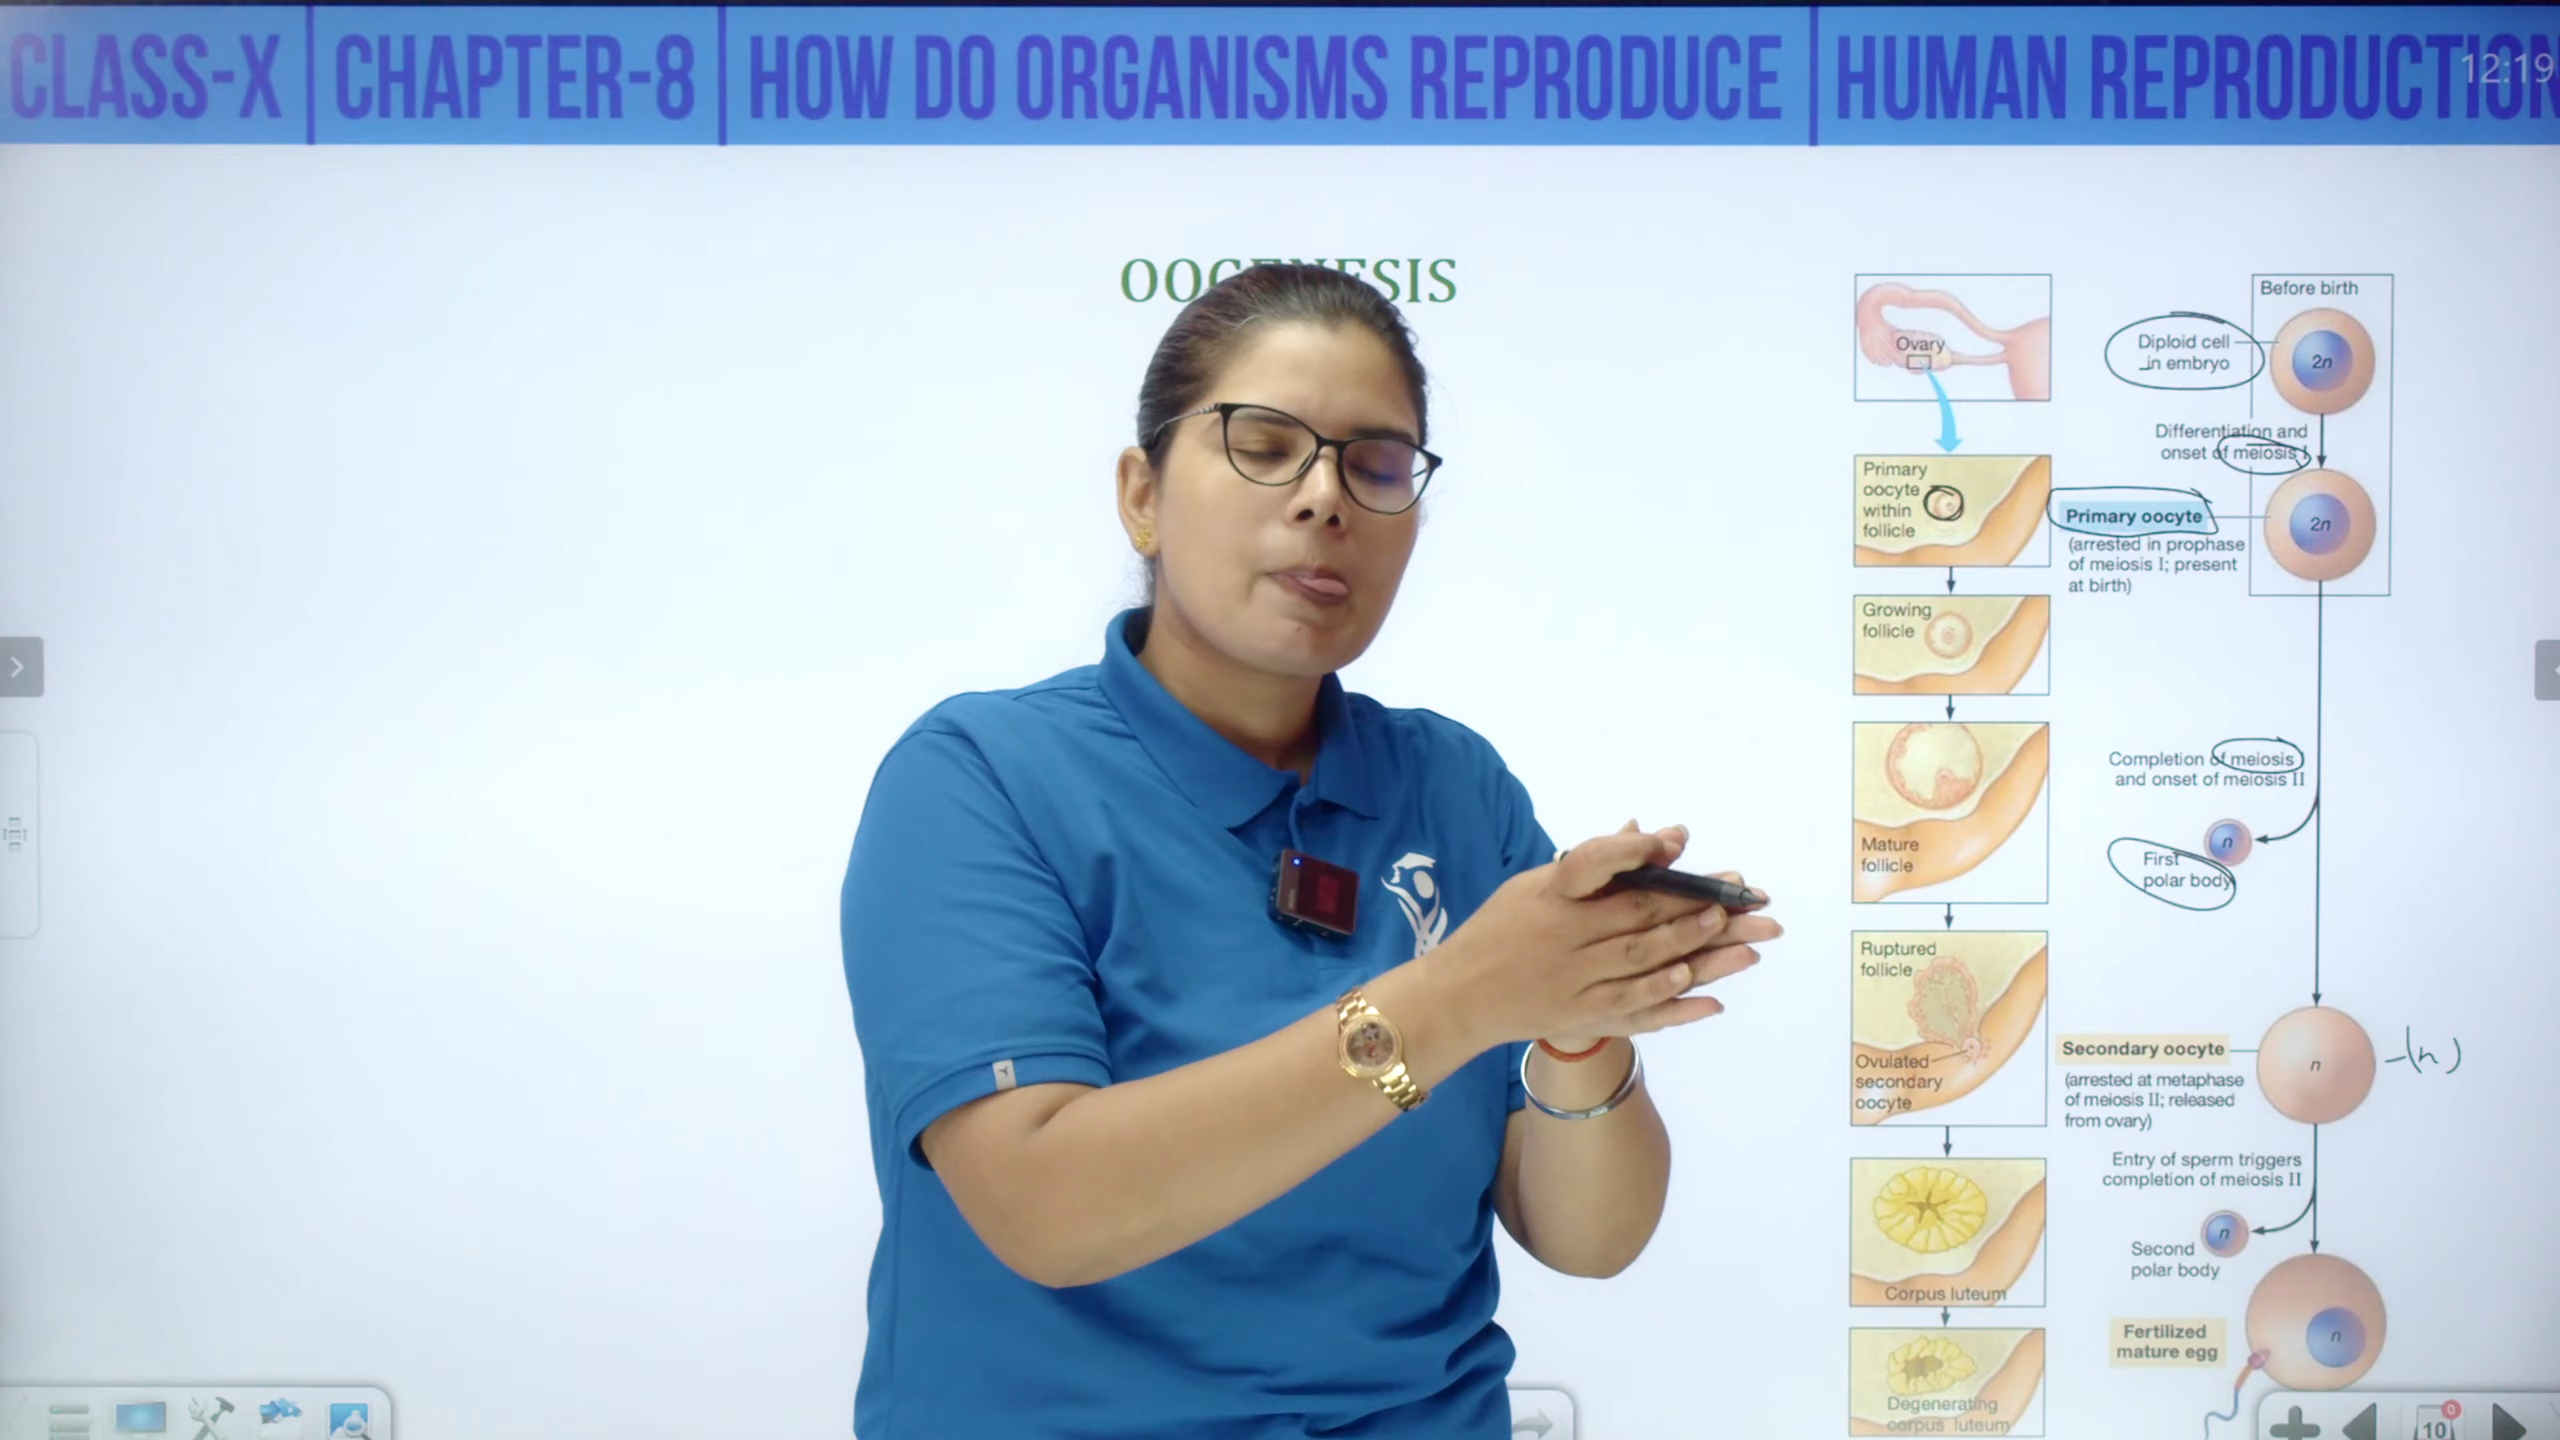 CLASS-X
CHAPTER-8
HOW DO ORGANISMS REPRODUCE
HUMAN REPRODUCTION
12:19
Before birth
Diploid cell
in embryo
2n
Ovary
Differentiation and
onset of meiosis I
Primary
oocyte
within
follicle
Primary oocyte
(arrested in prophase
of meiosis I; present
at birth)
2n
Growing
follicle
Completion of meiosis I
and onset of meiosis II
Mature
follicle
n
First
polar body
Ruptured
follicle
Ovulated
secondary
oocyte
Secondary oocyte
(arrested at metaphase
of meiosis II; released
from ovary)
n
(n)
Entry of sperm triggers
completion of meiosis II
n
Second
polar body
Corpus luteum
Fertilized
mature egg
n
Degenerating
corpus luteum
10
0